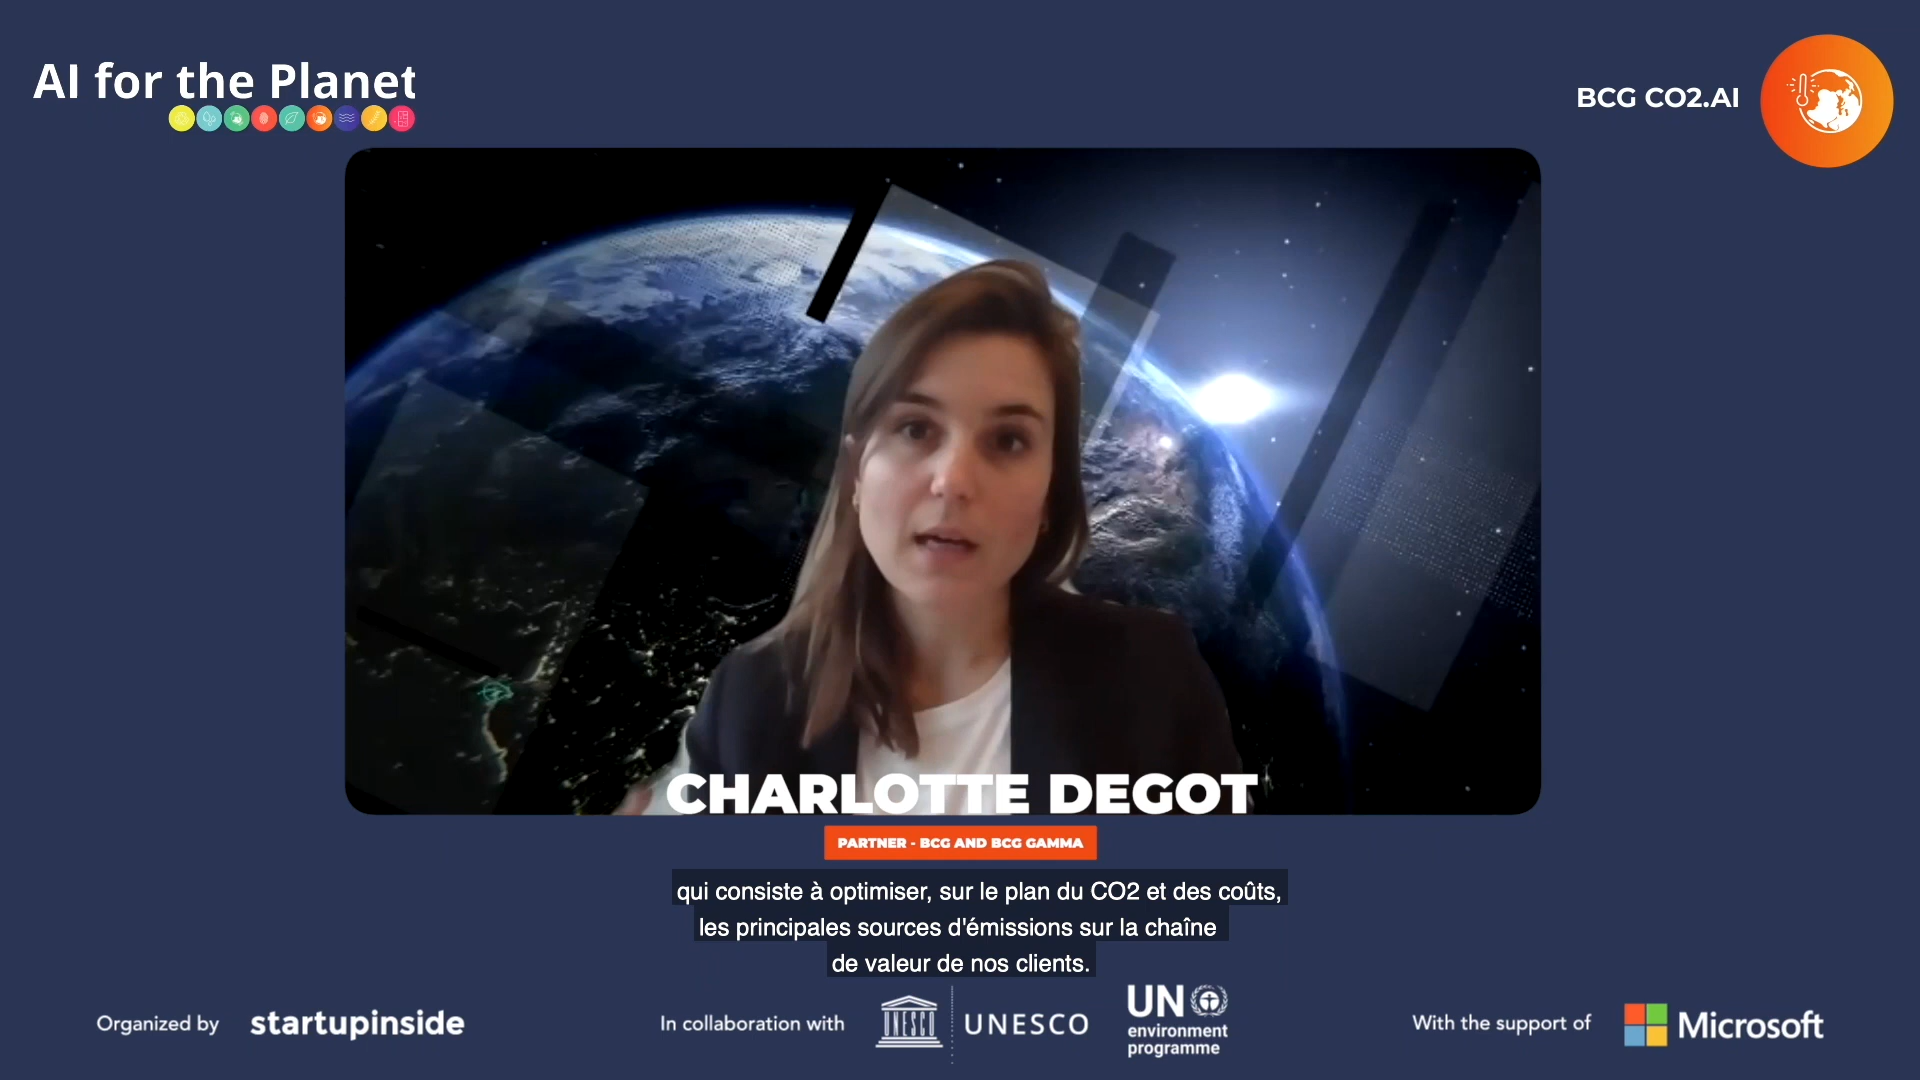 AI for the Planet
BCG CO2.AI
CHARLOTTE DEGOT
PARTNER - BCG AND BCG GAMMA
qui consiste à optimiser, sur le plan du CO2 et des coûts,
les principales sources d'émissions sur la chaîne
de valeur de nos clients.
Organized by startupinside
In collaboration with
UNESCO
UNESCO
UN
environment
programme
With the support of Microsoft